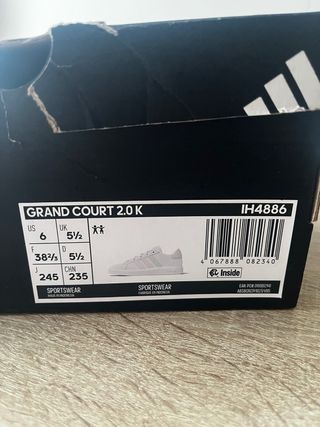 GRAND COURT 2.0 K IH4886
US 6 UK 5½
F 38⅔ D 5½
J 245 CHN 235
Inside
4 067888 082340
SPORTSWEAR SPORTSWEAR